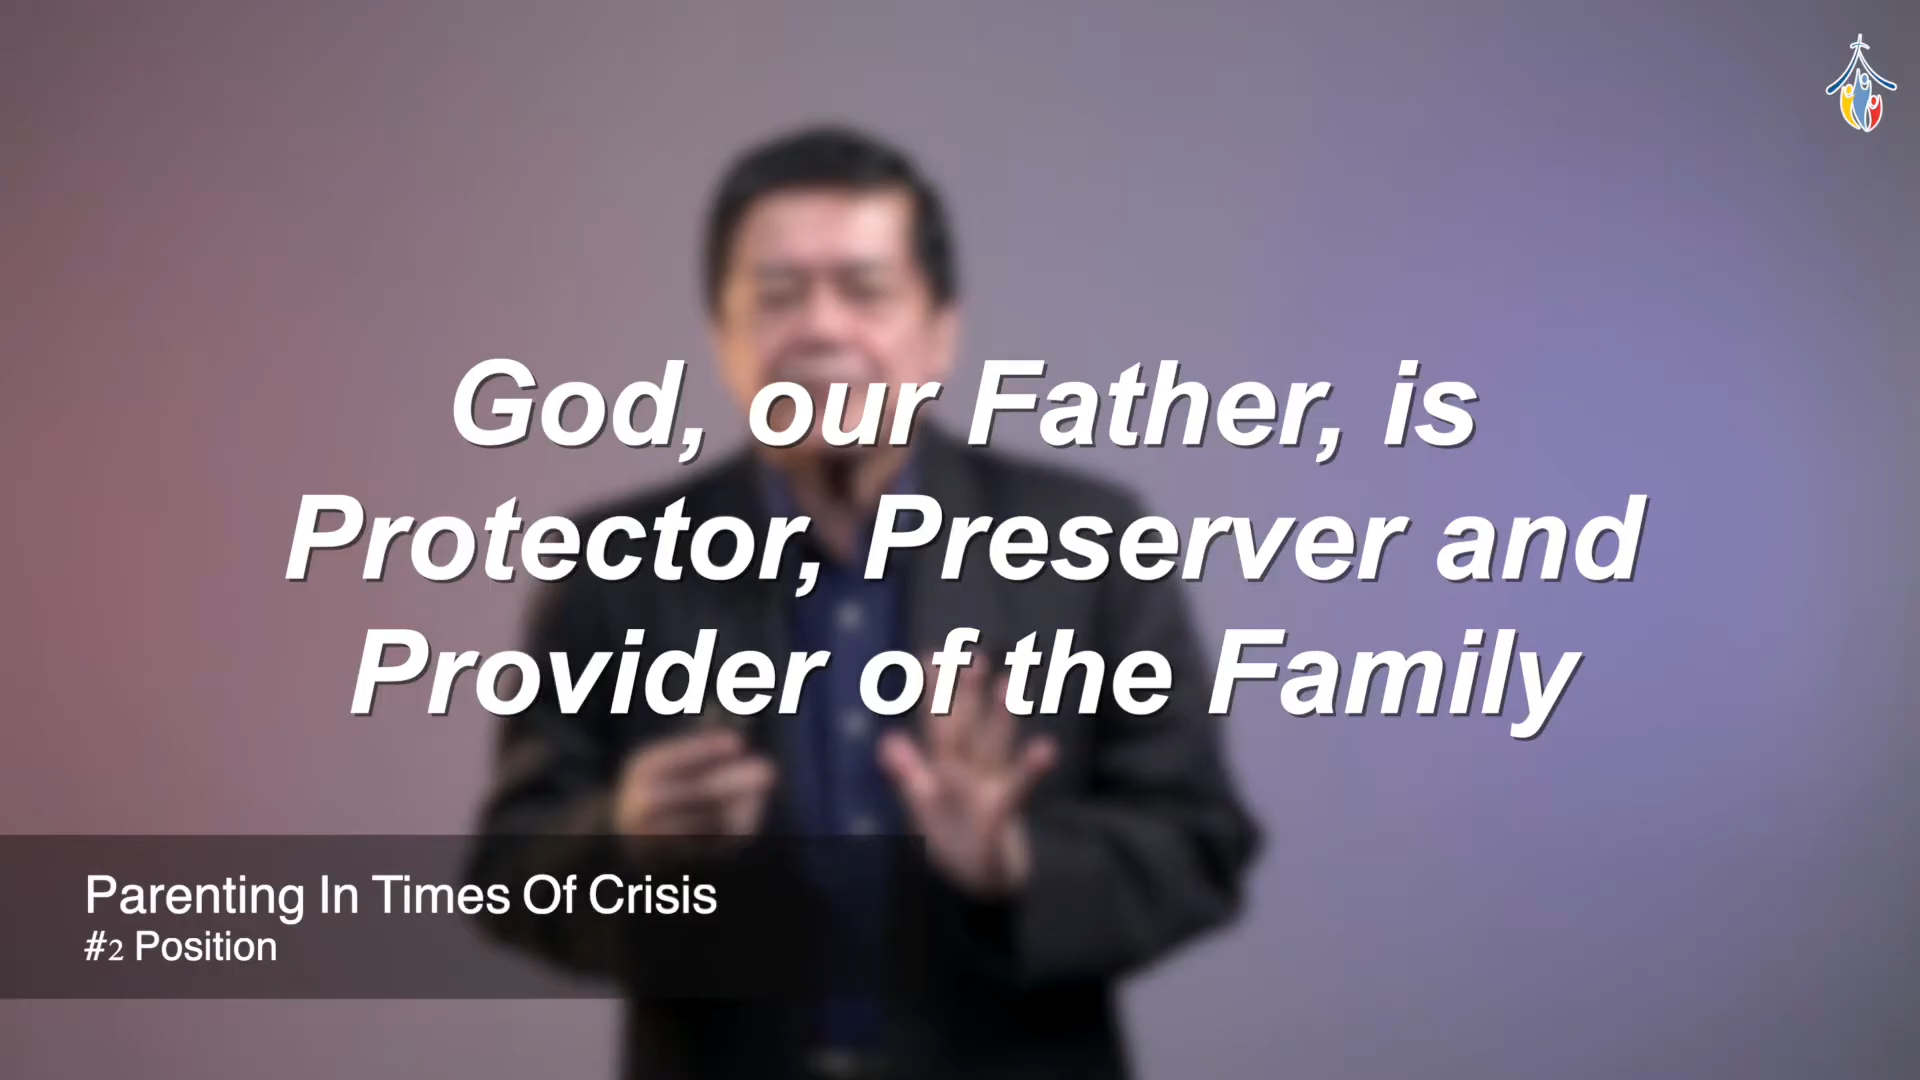 God, our Father, is
Protector, Preserver and
Provider of the Family
Parenting In Times Of Crisis
#2 Position